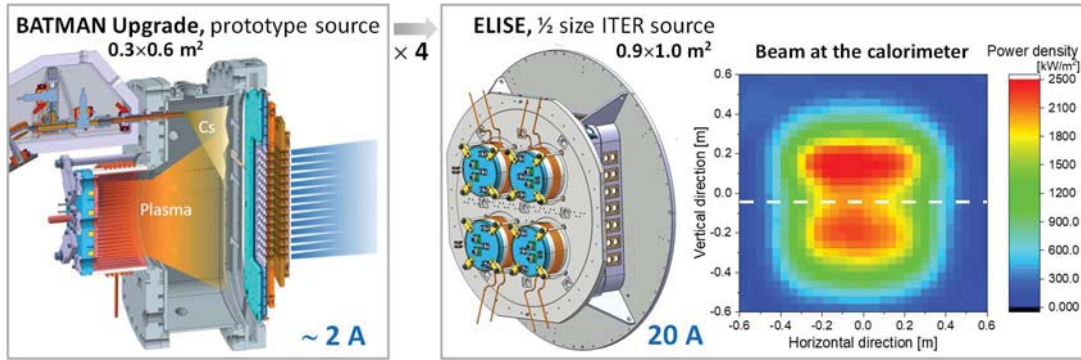 BATMAN Upgrade, prototype source
0.3×0.6 m²
Cs
Plasma
~ 2 A
× 4
ELISE, ½ size ITER source
0.9×1.0 m²
20 A
Beam at the calorimeter
Power density
[kW/m²]
Vertical direction [m]
0.6
0.4
0.2
0.0
-0.2
-0.4
-0.6
-0.6 -0.4 -0.2 0.0 0.2 0.4 0.6
Horizontal direction [m]
2500
2400
2100
1800
1500
1200
900.0
600.0
300.0
0.000